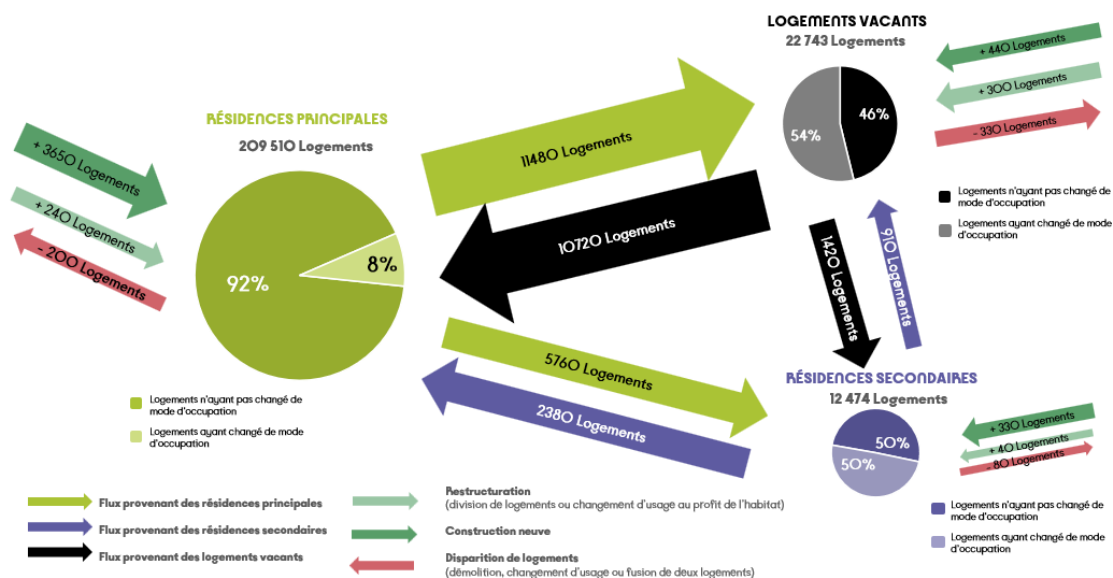 LOGEMENTS VACANTS
22 743 Logements
+ 440 Logements
+ 300 Logements
- 330 Logements
54%
46%
Logements n'ayant pas changé de
mode d'occupation
Logements ayant changé de mode
d'occupation
RÉSIDENCES PRINCIPALES
209 510 Logements
+ 3650 Logements
+ 240 Logements
- 200 Logements
92%
8%
Logements n'ayant pas changé de
mode d'occupation
Logements ayant changé de mode
d'occupation
11480 Logements
10720 Logements
1420 Logements
910 Logements
5760 Logements
2380 Logements
RÉSIDENCES SECONDAIRES
12 474 Logements
50%
50%
+ 330 Logements
+ 40 Logements
- 80 Logements
Logements n'ayant pas changé de
mode d'occupation
Logements ayant changé de mode
d'occupation
Flux provenant des résidences principales
Flux provenant des résidences secondaires
Flux provenant des logements vacants
Restructuration
(division de logements ou changement d'usage au profit de l'habitat)
Construction neuve
Disparition de logements
(démolition, changement d'usage ou fusion de deux logements)